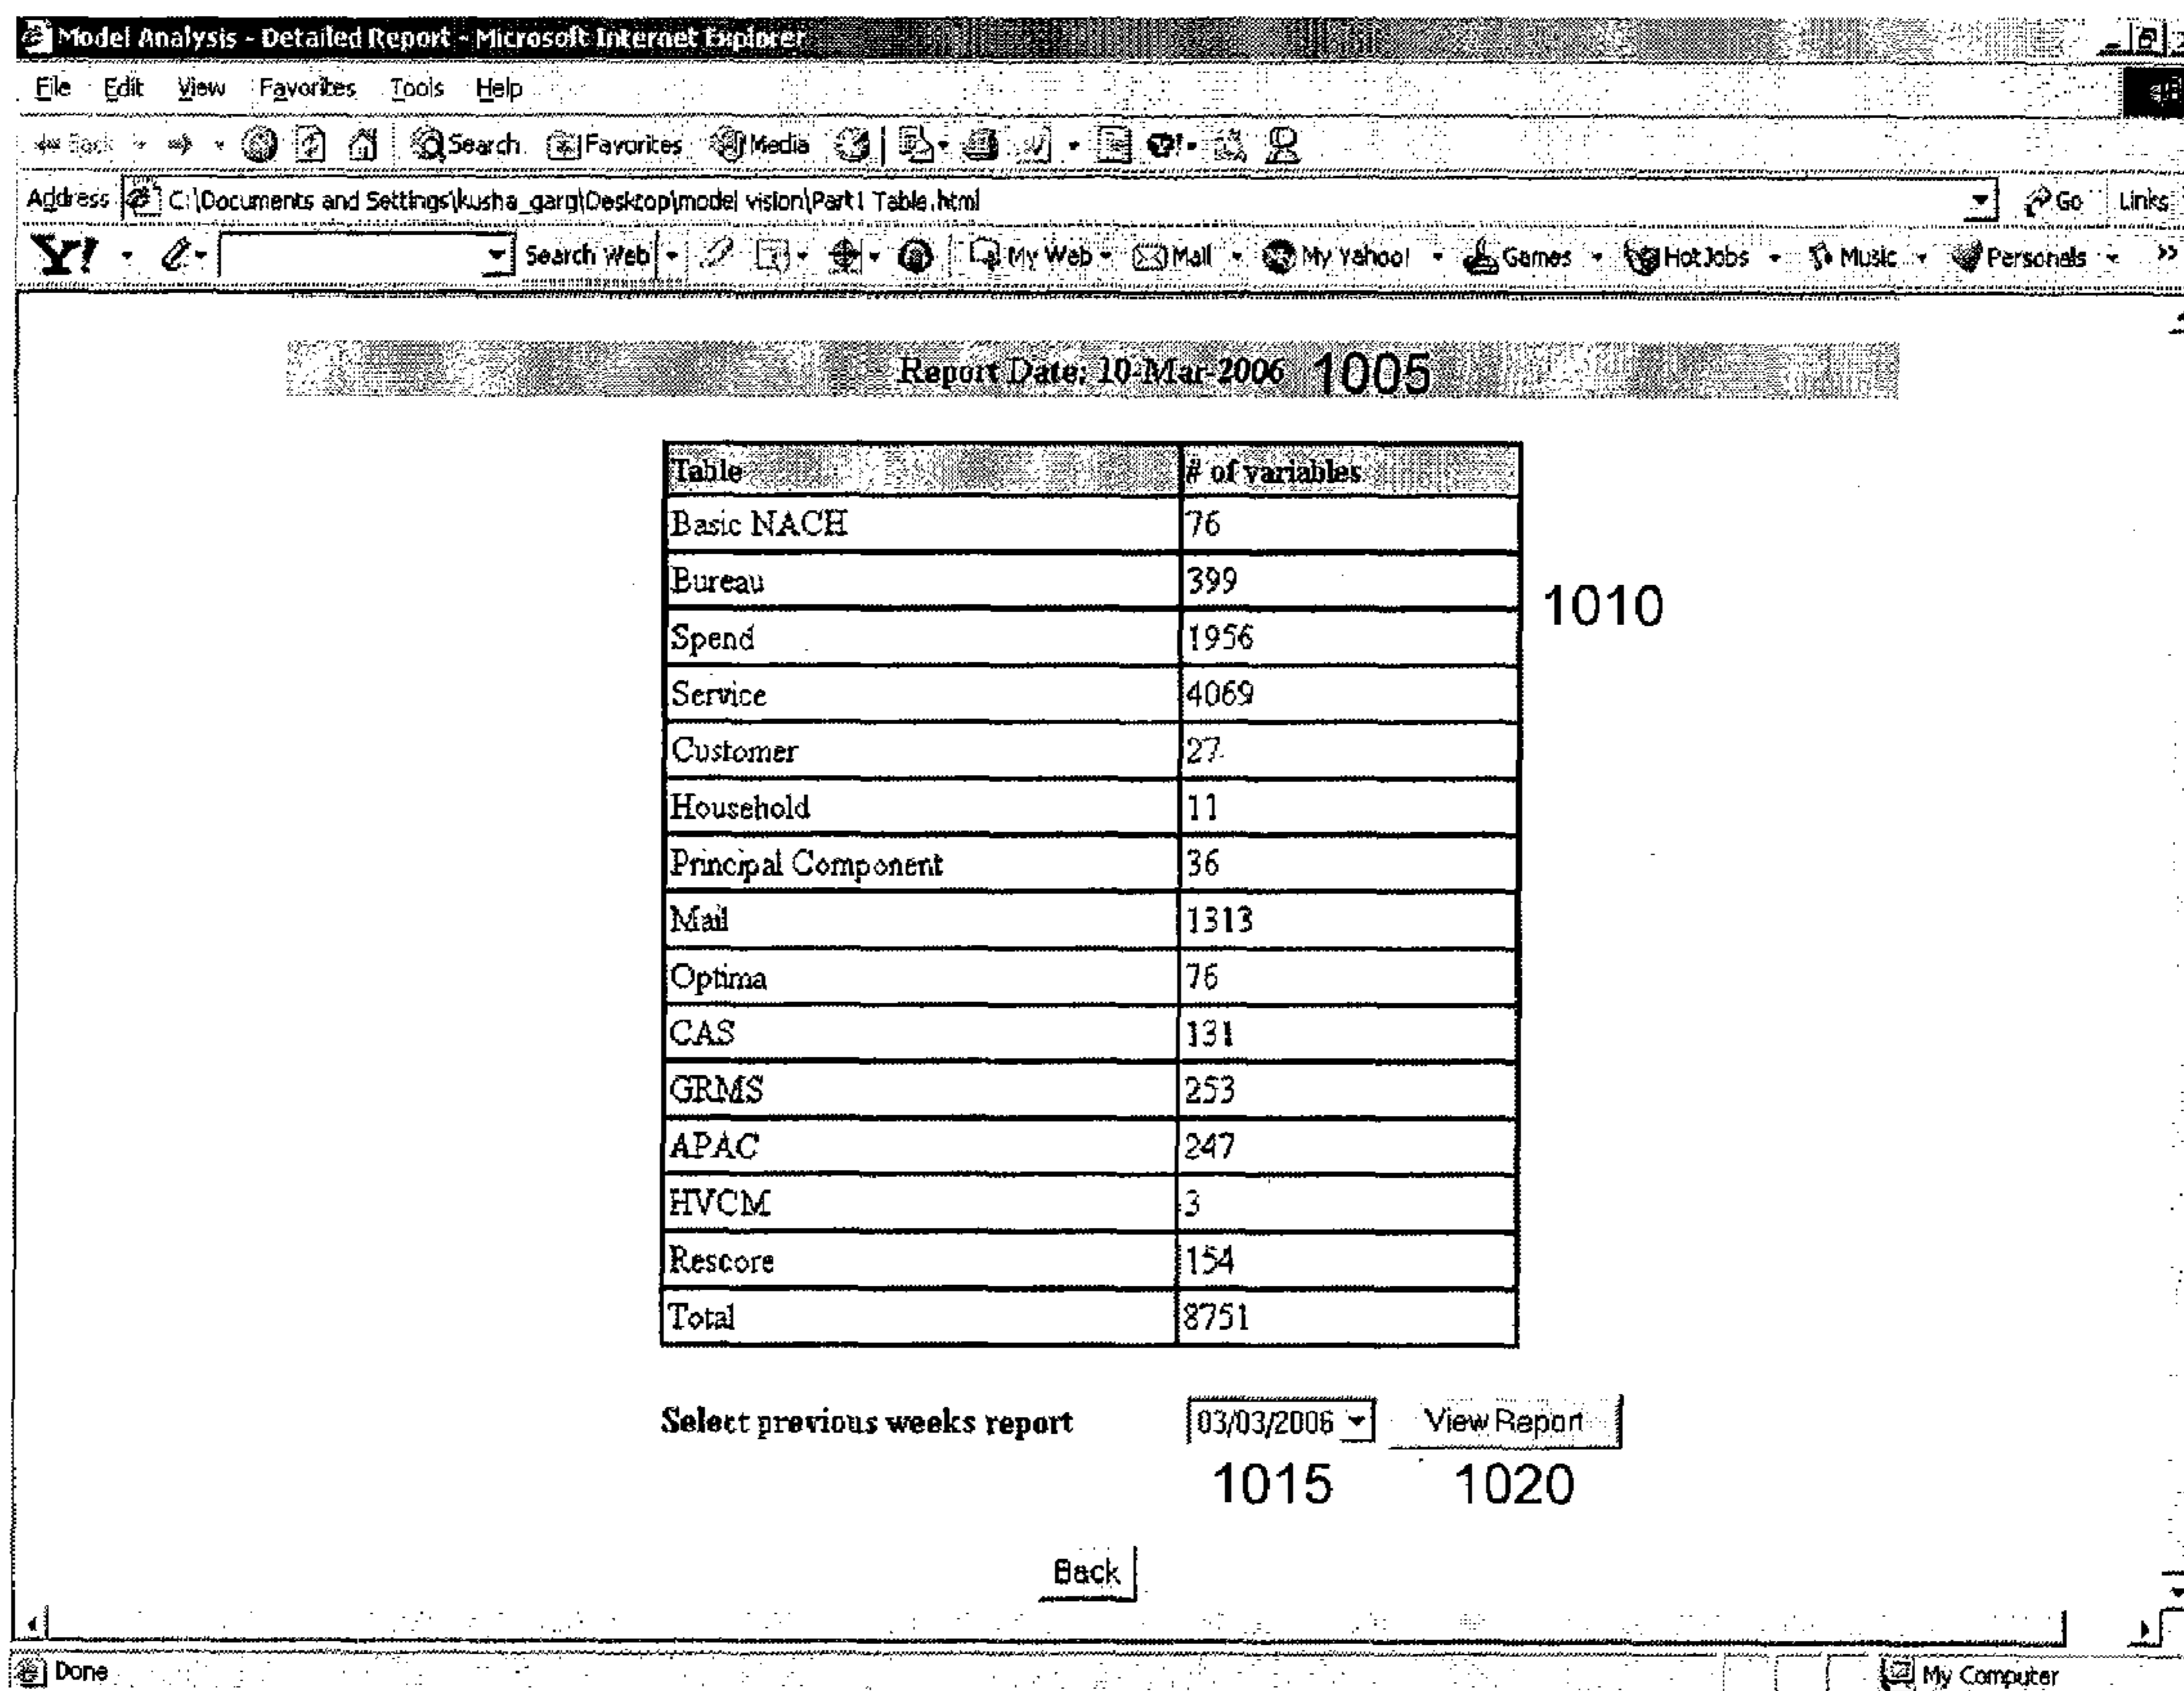 Model Analysis - Detailed Report - Microsoft Internet Explorer
File Edit View Favorites Tools Help
Back Search Favorites Media
Address C:\Documents and Settings\kusha_garg\Desktop\model vision\Part1 Table.html Go Links
Y! Search Web My Web Mail My Yahoo! Games HotJobs Music Personals »
Report Date: 10-Mar-2006 1005
Table # of variables
Basic NACH 76
Bureau 399
1010
Spend 1956
Service 4069
Customer 27
Household 11
Principal Component 36
Mail 1313
Optima 76
CAS 131
GRMS 253
APAC 247
HVCM 3
Rescore 154
Total 8751
Select previous weeks report 03/03/2006 View Report
1015 1020
Back
Done My Computer